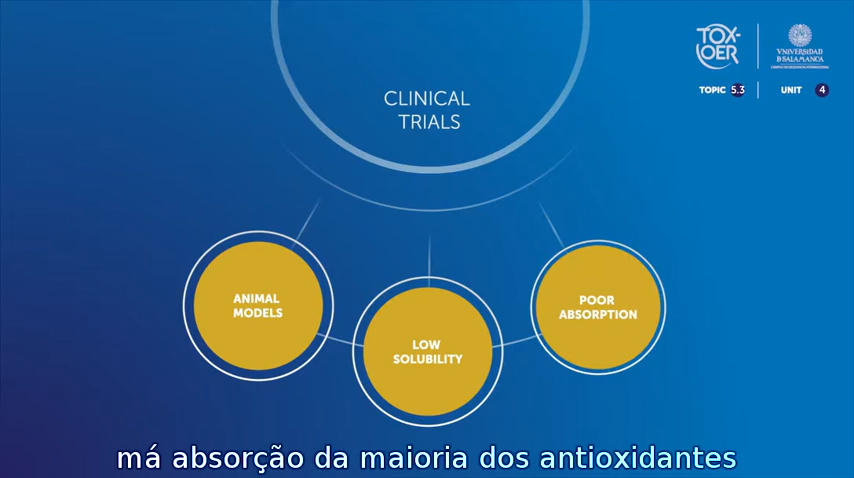 TOX-
OER
VNIVERSIDAD
D SALAMANCA
TOPIC 5.3
UNIT 4
CLINICAL
TRIALS
ANIMAL
MODELS
LOW
SOLUBILITY
POOR
ABSORPTION
má absorção da maioria dos antioxidantes